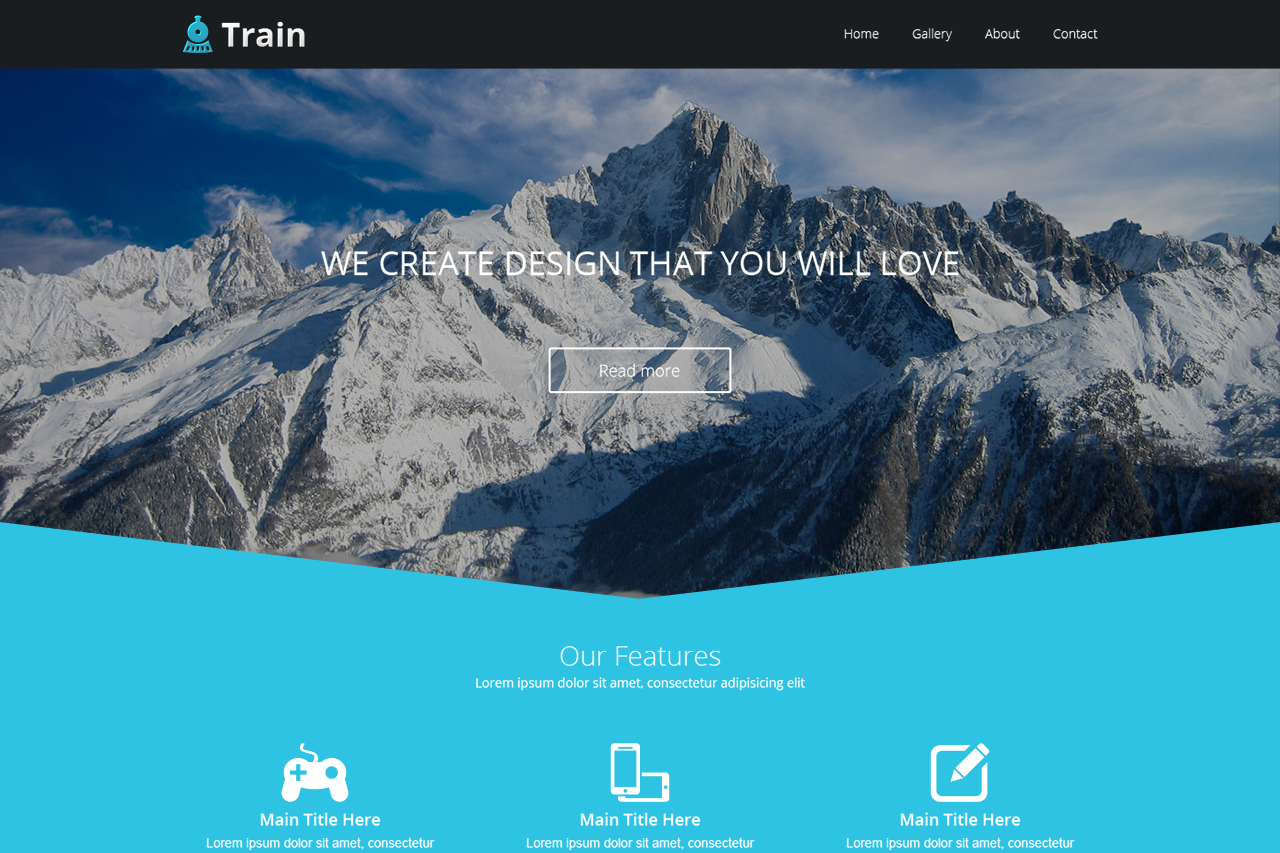 Train
Home Gallery About Contact
WE CREATE DESIGN THAT YOU WILL LOVE
Read more
Our Features
Lorem ipsum dolor sit amet, consectetur adipisicing elit
Main Title Here Main Title Here Main Title Here
Lorem ipsum dolor sit amet, consectetur Lorem ipsum dolor sit amet, consectetur Lorem ipsum dolor sit amet, consectetur